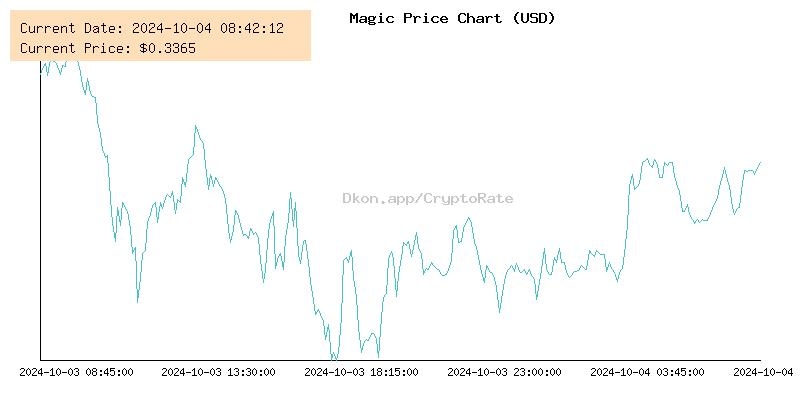 Magic Price Chart (USD)
Current Date: 2024-10-04 08:42:12
Current Price: $0.3365
Dkon.app/CryptoRate
2024-10-03 08:45:00 2024-10-03 13:30:00 2024-10-03 18:15:00 2024-10-03 23:00:00 2024-10-04 03:45:00 2024-10-04